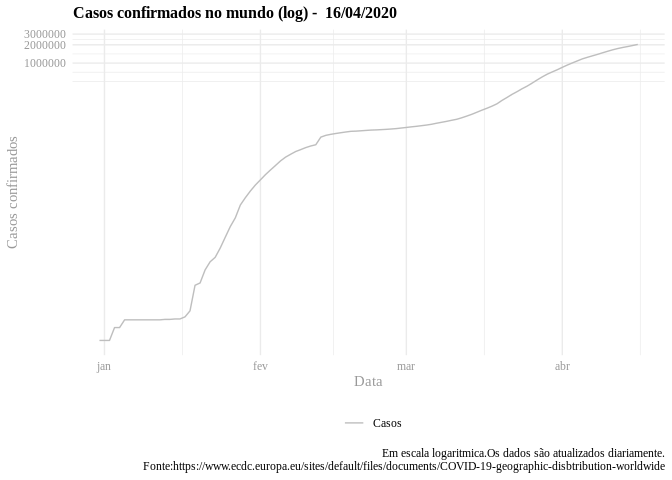 Casos confirmados no mundo (log) -  16/04/2020
3000000
2000000
1000000
Casos confirmados
jan fev mar abr
Data
Casos
Em escala logaritmica.Os dados são atualizados diariamente.
Fonte:https://www.ecdc.europa.eu/sites/default/files/documents/COVID-19-geographic-disbtribution-worldwide